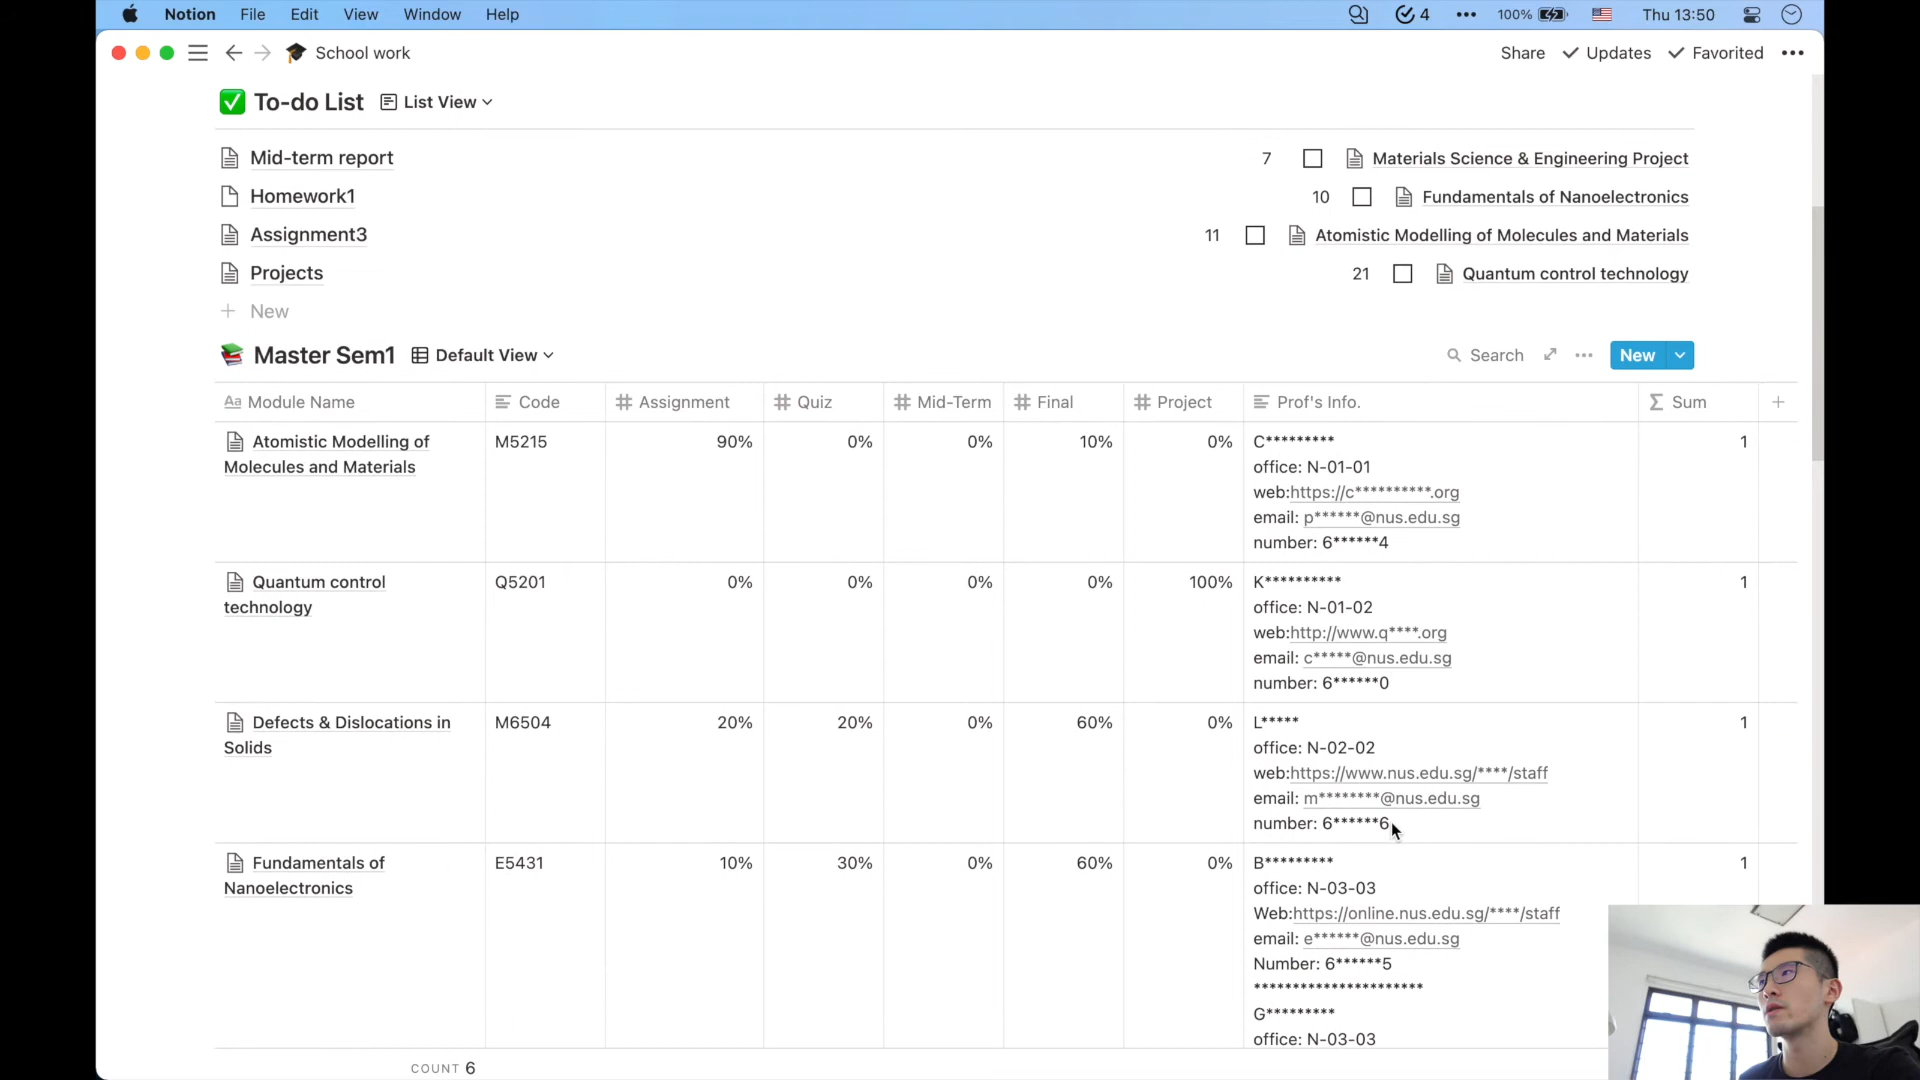 Notion File Edit View Window Help 4 100% Thu 13:50
School work Share Updates Favorited
To-do List List View
Mid-term report 7 Materials Science & Engineering Project
Homework1 10 Fundamentals of Nanoelectronics
Assignment3 11 Atomistic Modelling of Molecules and Materials
Projects 21 Quantum control technology
New
Master Sem1 Default View Search New
Aa Module Name Code Assignment Quiz Mid-Term Final Project Prof's Info. Sum
Atomistic Modelling of M5215 90% 0% 0% 10% 0% C********* 1
Molecules and Materials office: N-01-01
web:https://c**********.org
email: p******@nus.edu.sg
number: 6******4
Quantum control Q5201 0% 0% 0% 0% 100% K********** 1
technology office: N-01-02
web:http://www.q****.org
email: c*****@nus.edu.sg
number: 6******0
Defects & Dislocations in M6504 20% 20% 0% 60% 0% L***** 1
Solids office: N-02-02
web:https://www.nus.edu.sg/****/staff
email: m********@nus.edu.sg
number: 6******6
Fundamentals of E5431 10% 30% 0% 60% 0% B********* 1
Nanoelectronics office: N-03-03
Web:https://online.nus.edu.sg/****/staff
email: e******@nus.edu.sg
Number: 6******5
**********************
G*********
office: N-03-03
COUNT 6